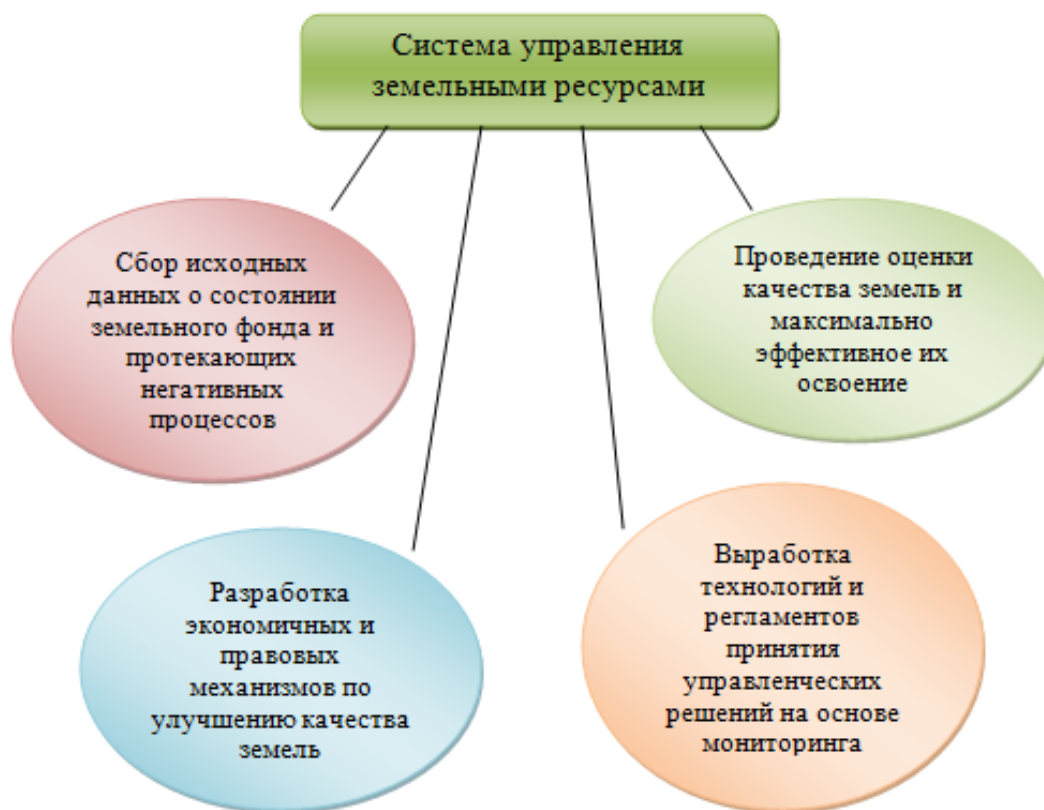 Система управления
земельными ресурсами
Сбор исходных
данных о состоянии
земельного фонда и
протекающих
негативных
процессов
Проведение оценки
качества земель и
максимально
эффективное их
освоение
Разработка
экономичных и
правовых
механизмов по
улучшению качества
земель
Выработка
технологий и
регламентов
принятия
управленческих
решений на основе
мониторинга